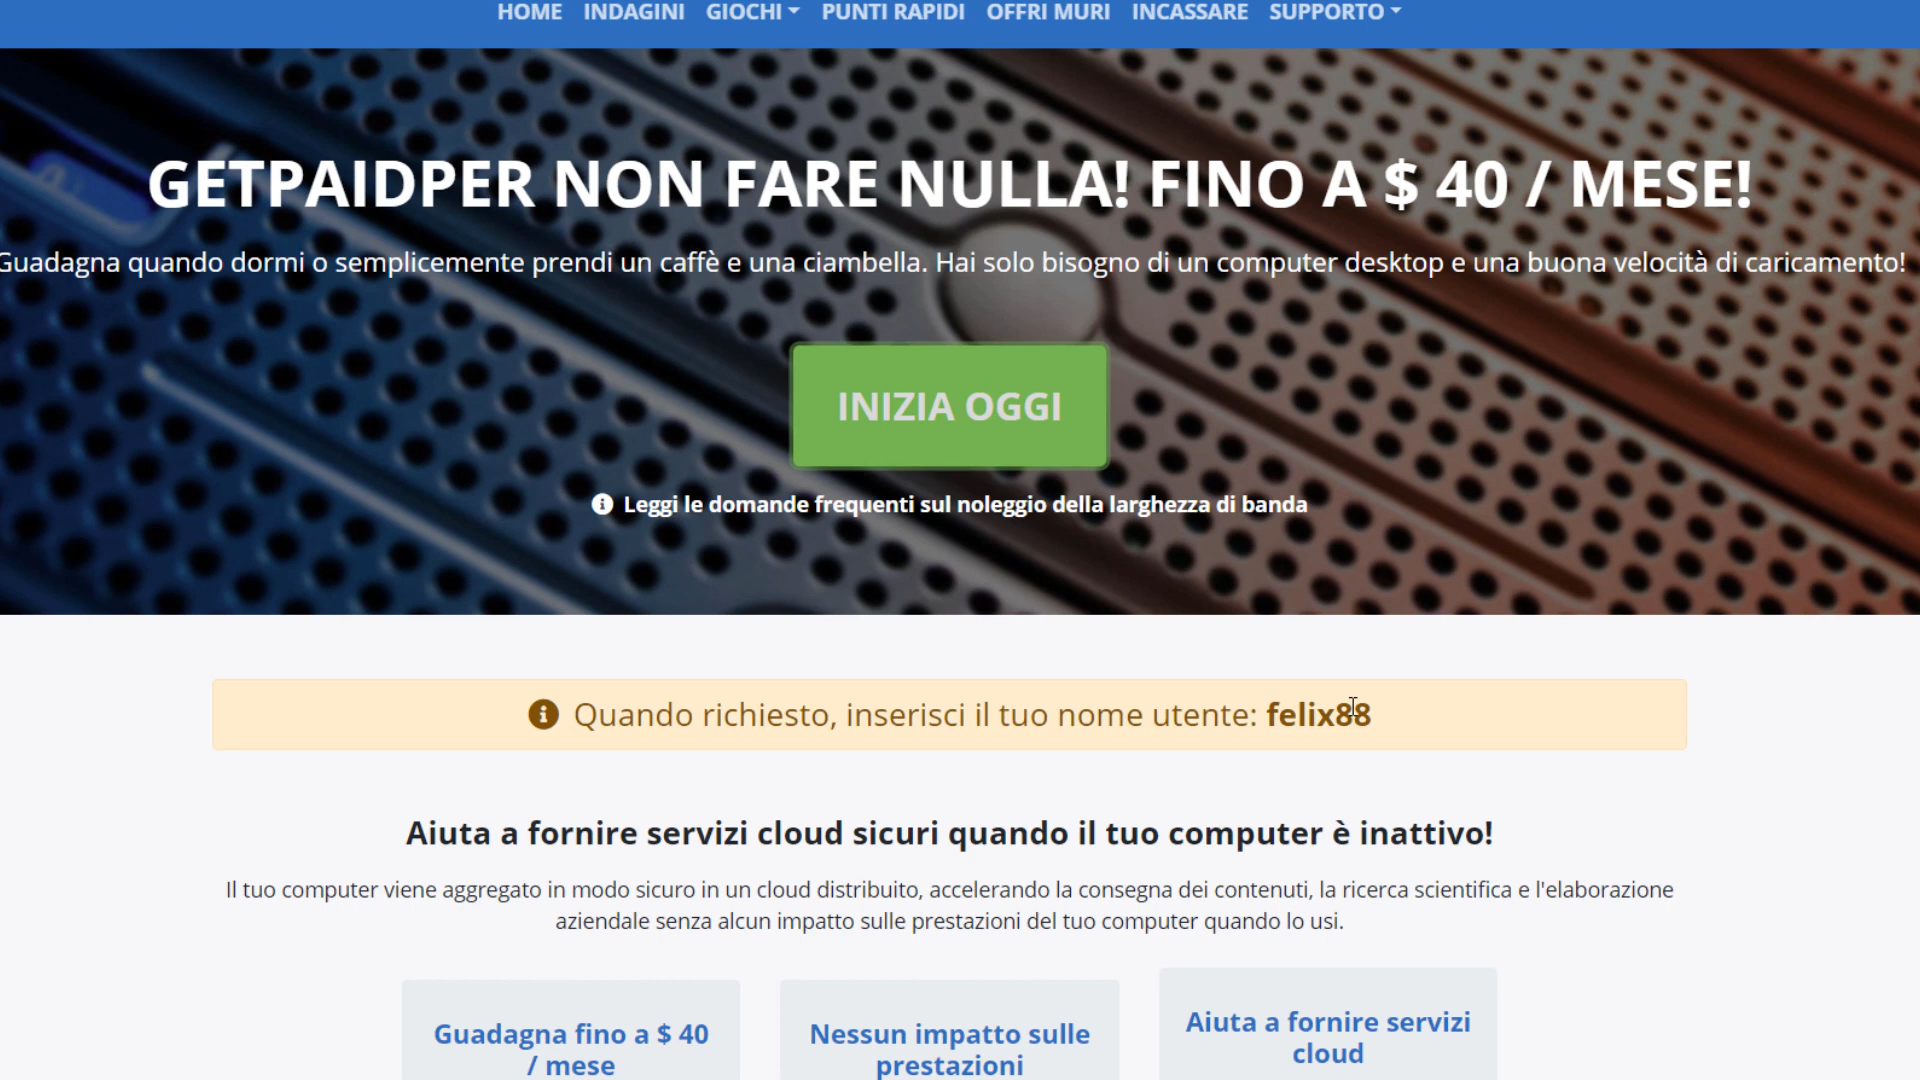 HOME INDAGINI GIOCHI PUNTI RAPIDI OFFRI MURI INCASSARE SUPPORTO
GETPAIDPER NON FARE NULLA! FINO A $ 40 / MESE!
Guadagna quando dormi o semplicemente prendi un caffè e una ciambella. Hai solo bisogno di un computer desktop e una buona velocità di caricamento!
INIZIA OGGI
Leggi le domande frequenti sul noleggio della larghezza di banda
Quando richiesto, inserisci il tuo nome utente: felix88
Aiuta a fornire servizi cloud sicuri quando il tuo computer è inattivo!
Il tuo computer viene aggregato in modo sicuro in un cloud distribuito, accelerando la consegna dei contenuti, la ricerca scientifica e l'elaborazione
aziendale senza alcun impatto sulle prestazioni del tuo computer quando lo usi.
Guadagna fino a $ 40
/ mese
Nessun impatto sulle
prestazioni
Aiuta a fornire servizi
cloud